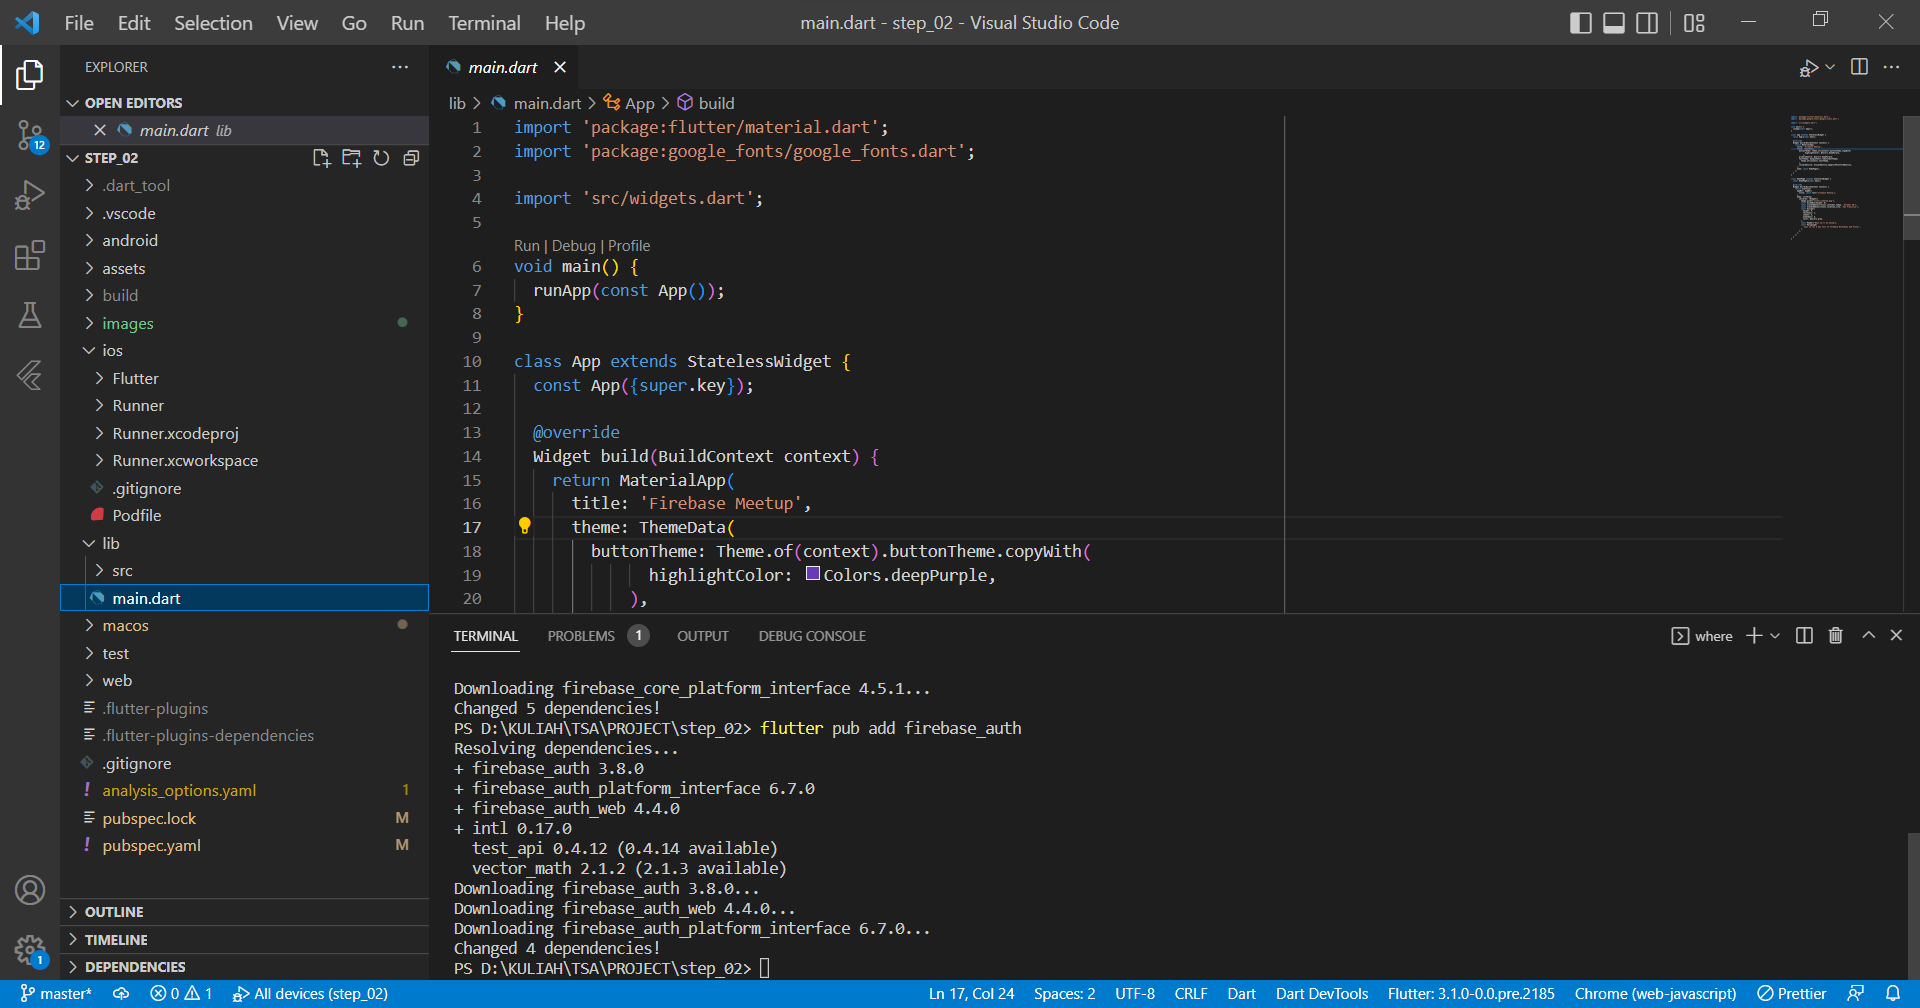 File Edit Selection View Go Run Terminal Help
main.dart - step_02 - Visual Studio Code
EXPLORER
OPEN EDITORS
main.dart lib
STEP_02
.dart_tool
.vscode
android
assets
build
images
ios
Flutter
Runner
Runner.xcodeproj
Runner.xcworkspace
.gitignore
Podfile
lib
src
main.dart
macos
test
web
.flutter-plugins
.flutter-plugins-dependencies
.gitignore
analysis_options.yaml 1
pubspec.lock M
pubspec.yaml M
OUTLINE
TIMELINE
DEPENDENCIES
12
1
main.dart
lib > main.dart > App > build
1 import 'package:flutter/material.dart';
2 import 'package:google_fonts/google_fonts.dart';
3
4 import 'src/widgets.dart';
5
Run | Debug | Profile
6 void main() {
7 runApp(const App());
8 }
9
10 class App extends StatelessWidget {
11 const App({super.key});
12
13 @override
14 Widget build(BuildContext context) {
15 return MaterialApp(
16 title: 'Firebase Meetup',
17 theme: ThemeData(
18 buttonTheme: Theme.of(context).buttonTheme.copyWith(
19 highlightColor: Colors.deepPurple,
20 ),
TERMINAL PROBLEMS 1 OUTPUT DEBUG CONSOLE
where
Downloading firebase_core_platform_interface 4.5.1...
Changed 5 dependencies!
PS D:\KULIAH\TSA\PROJECT\step_02> flutter pub add firebase_auth
Resolving dependencies...
+ firebase_auth 3.8.0
+ firebase_auth_platform_interface 6.7.0
+ firebase_auth_web 4.4.0
+ intl 0.17.0
test_api 0.4.12 (0.4.14 available)
vector_math 2.1.2 (2.1.3 available)
Downloading firebase_auth 3.8.0...
Downloading firebase_auth_web 4.4.0...
Downloading firebase_auth_platform_interface 6.7.0...
Changed 4 dependencies!
PS D:\KULIAH\TSA\PROJECT\step_02>
master* 0 1 All devices (step_02)
Ln 17, Col 24 Spaces: 2 UTF-8 CRLF Dart Dart DevTools Flutter: 3.1.0-0.0.pre.2185 Chrome (web-javascript) Prettier